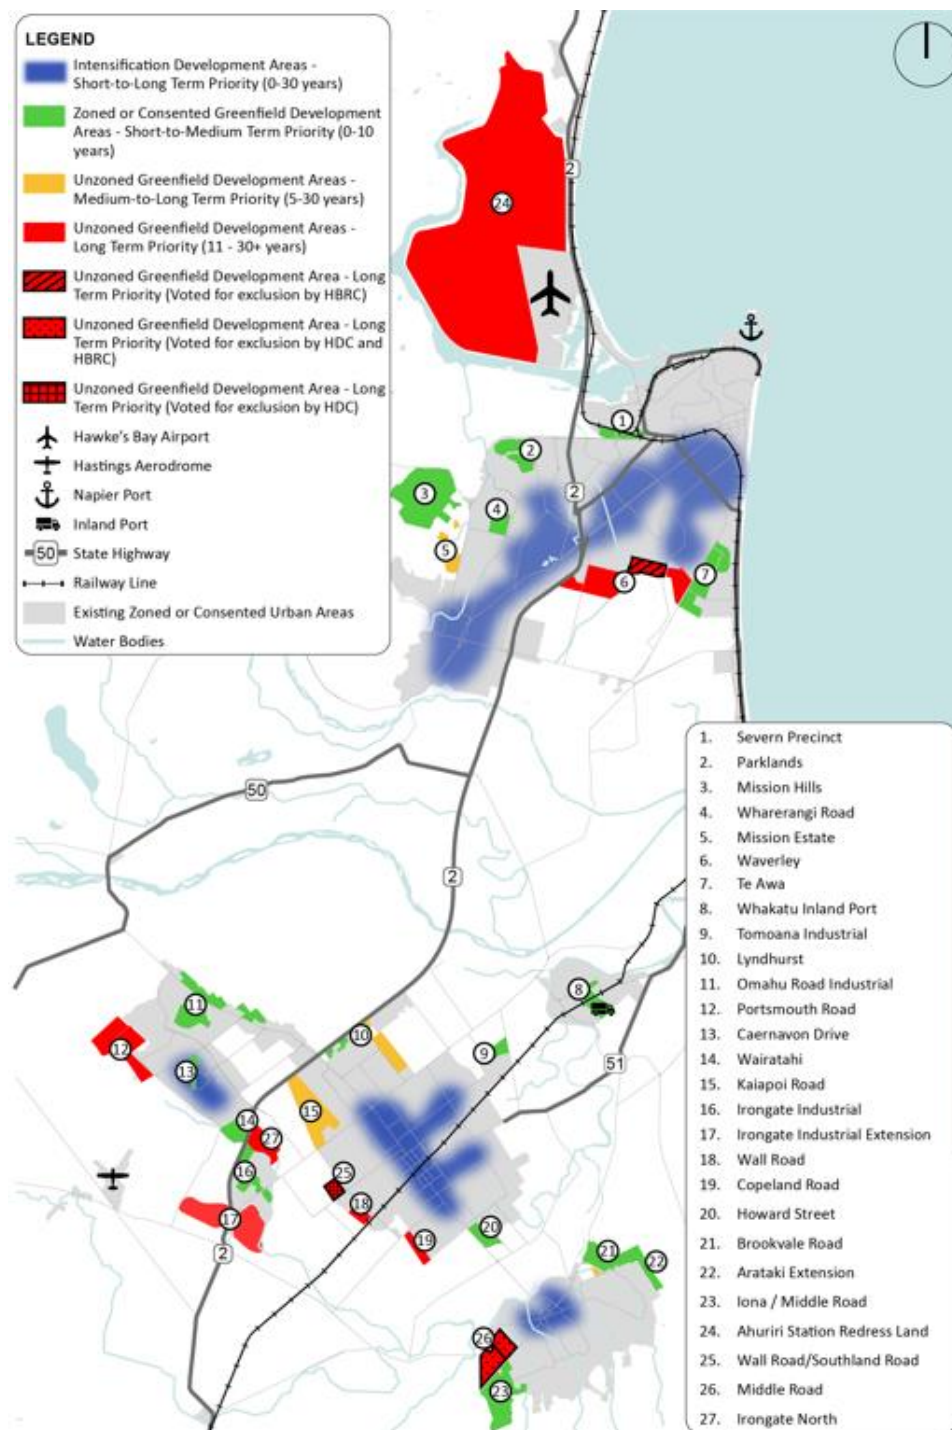 LEGEND
Intensification Development Areas -
Short-to-Long Term Priority (0-30 years)
Zoned or Consented Greenfield Development
Areas - Short-to-Medium Term Priority (0-10
years)
Unzoned Greenfield Development Areas -
Medium-to-Long Term Priority (5-30 years)
Unzoned Greenfield Development Areas -
Long Term Priority (11 - 30+ years)
Unzoned Greenfield Development Area - Long
Term Priority (Voted for exclusion by HBRC)
Unzoned Greenfield Development Area - Long
Term Priority (Voted for exclusion by HDC and
HBRC)
Unzoned Greenfield Development Area - Long
Term Priority (Voted for exclusion by HDC)
Hawke's Bay Airport
Hastings Aerodrome
Napier Port
Inland Port
50 State Highway
Railway Line
Existing Zoned or Consented Urban Areas
Water Bodies
2
24
1
2
3
2
4
5
6
7
50
2
8
11
10
12
9
51
13
15
14
27
16
25
18
17
20
19
2
21
22
26
23
1. Severn Precinct
2. Parklands
3. Mission Hills
4. Wharerangi Road
5. Mission Estate
6. Waverley
7. Te Awa
8. Whakatu Inland Port
9. Tomoana Industrial
10. Lyndhurst
11. Omahu Road Industrial
12. Portsmouth Road
13. Caernavon Drive
14. Wairatahi
15. Kaiapoi Road
16. Irongate Industrial
17. Irongate Industrial Extension
18. Wall Road
19. Copeland Road
20. Howard Street
21. Brookvale Road
22. Arataki Extension
23. Iona / Middle Road
24. Ahuriri Station Redress Land
25. Wall Road/Southland Road
26. Middle Road
27. Irongate North